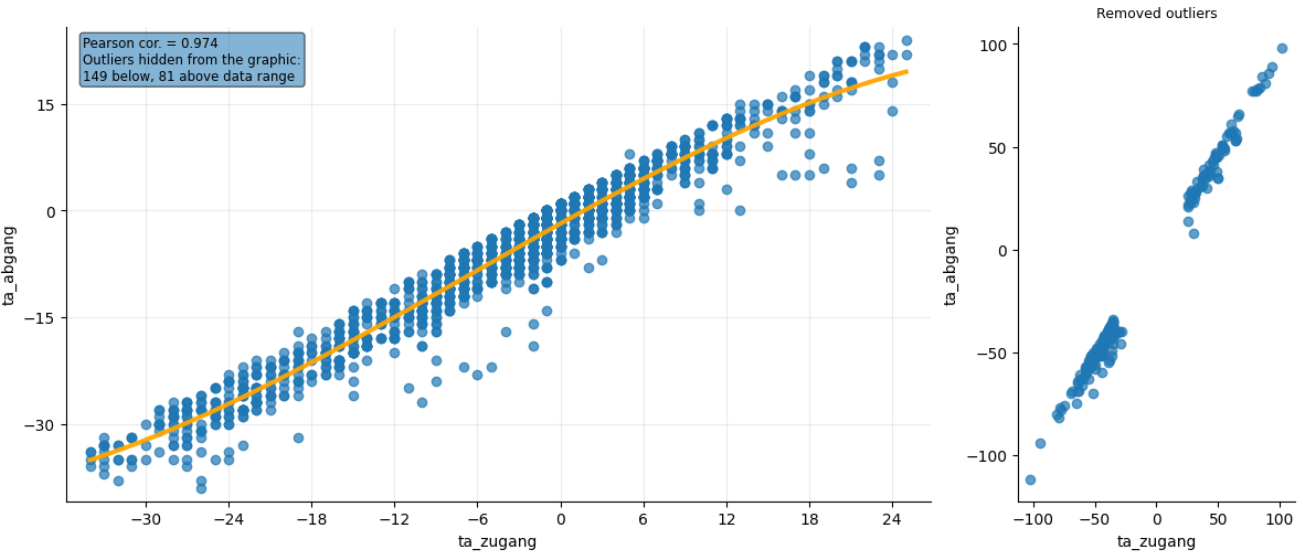 Pearson cor. = 0.974
Outliers hidden from the graphic:
149 below, 81 above data range
15
0
−15
−30
ta_abgang
−30 −24 −18 −12 −6 0 6 12 18 24
ta_zugang
Removed outliers
100
50
0
−50
−100
ta_abgang
−100 −50 0 50 100
ta_zugang